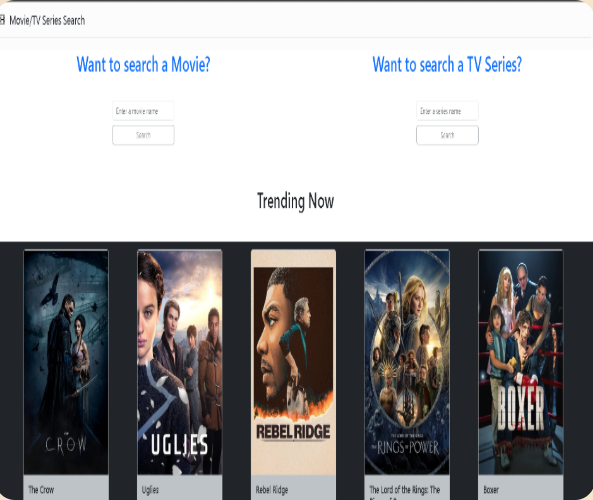 Movie/TV Series Search
Want to search a Movie?
Want to search a TV Series?
Enter a movie name
Enter a series name
Search
Search
Trending Now
THE CROW
UGLIES
REBEL RIDGE
THE LORD OF THE RINGS: THE
RINGS OF POWER
BOXER
The Crow
Uglies
Rebel Ridge
The Lord of the Rings: The
Boxer